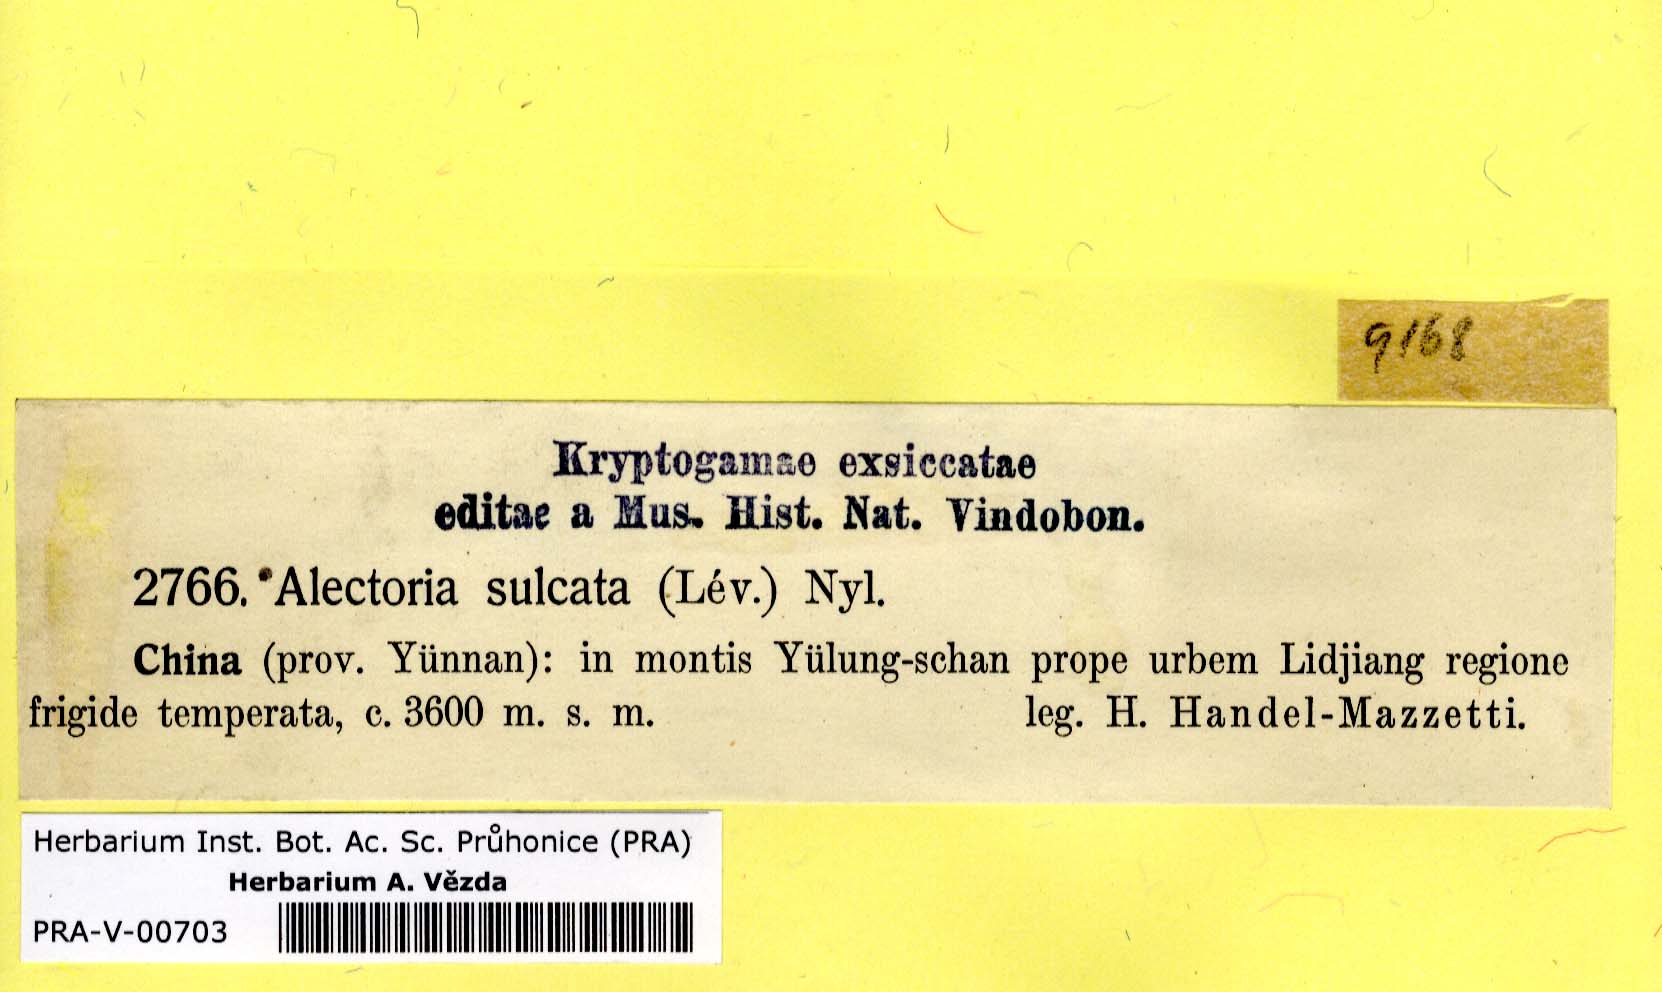 9168
Kryptogamae exsiccatae
editae a Mus. Hist. Nat. Vindobon.
2766. Alectoria sulcata (Lév.) Nyl.
China (prov. Yünnan): in montis Yülung-schan prope urbem Lidjiang regione
frigide temperata, c. 3600 m. s. m. leg. H. Handel-Mazzetti.
Herbarium Inst. Bot. Ac. Sc. Průhonice (PRA)
Herbarium A. Vězda
PRA-V-00703